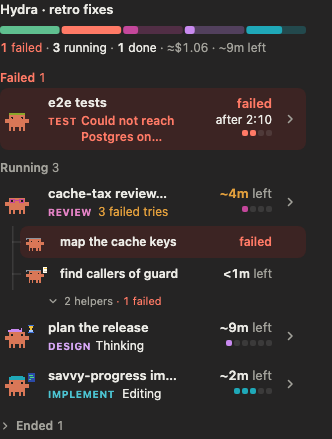 Hydra · retro fixes
1 failed · 3 running · 1 done · ≈$1.06 · ~9m left
Failed 1
e2e tests failed
TEST Could not reach after 2:10
Postgres on...
Running 3
cache-tax review... ~4m left
REVIEW 3 failed tries
map the cache keys failed
find callers of guard <1m left
2 helpers · 1 failed
plan the release ~9m left
DESIGN Thinking
savvy-progress im... ~2m left
IMPLEMENT Editing
Ended 1